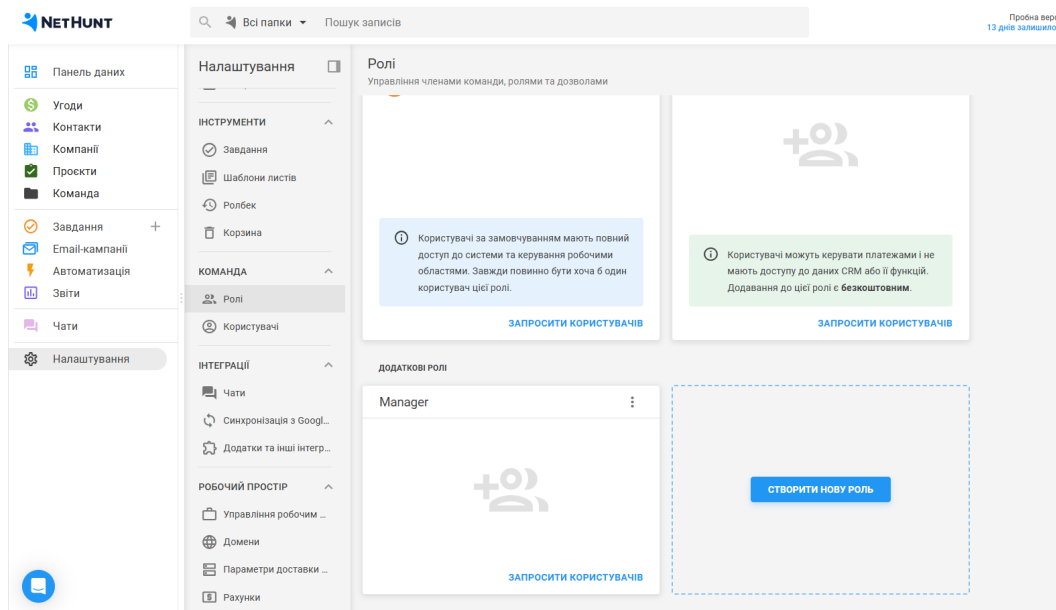 NETHUNT
Всі папки
Пошук записів
Пробна верс
13 днів залишило
Панель даних
Угоди
Контакти
Компанії
Проєкти
Команда
Завдання
Email-кампанії
Автоматизація
Звіти
Чати
Налаштування
Налаштування
ІНСТРУМЕНТИ
Завдання
Шаблони листів
Ролбек
Корзина
КОМАНДА
Ролі
Користувачі
ІНТЕГРАЦІЇ
Чати
Синхронізація з Googl...
Додатки та інші інтегр...
РОБОЧИЙ ПРОСТІР
Управління робочим ...
Домени
Параметри доставки ...
Рахунки
Ролі
Управління членами команди, ролями та дозволами
Користувачі за замовчуванням мають повний
доступ до системи та керування робочими
областями. Завжди повинно бути хоча б один
користувач цієї ролі.
ЗАПРОСИТИ КОРИСТУВАЧІВ
Користувачі можуть керувати платежами і не
мають доступу до даних CRM або її функцій.
Додавання до цієї ролі є безкоштовним.
ЗАПРОСИТИ КОРИСТУВАЧІВ
ДОДАТКОВІ РОЛІ
Manager
ЗАПРОСИТИ КОРИСТУВАЧІВ
СТВОРИТИ НОВУ РОЛЬ